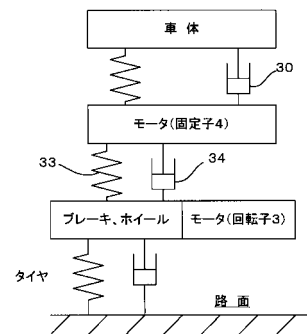 車 体
30
モータ(固定子4)
33
34
ブレーキ、ホイール
モータ(回転子3)
タイヤ
路 面